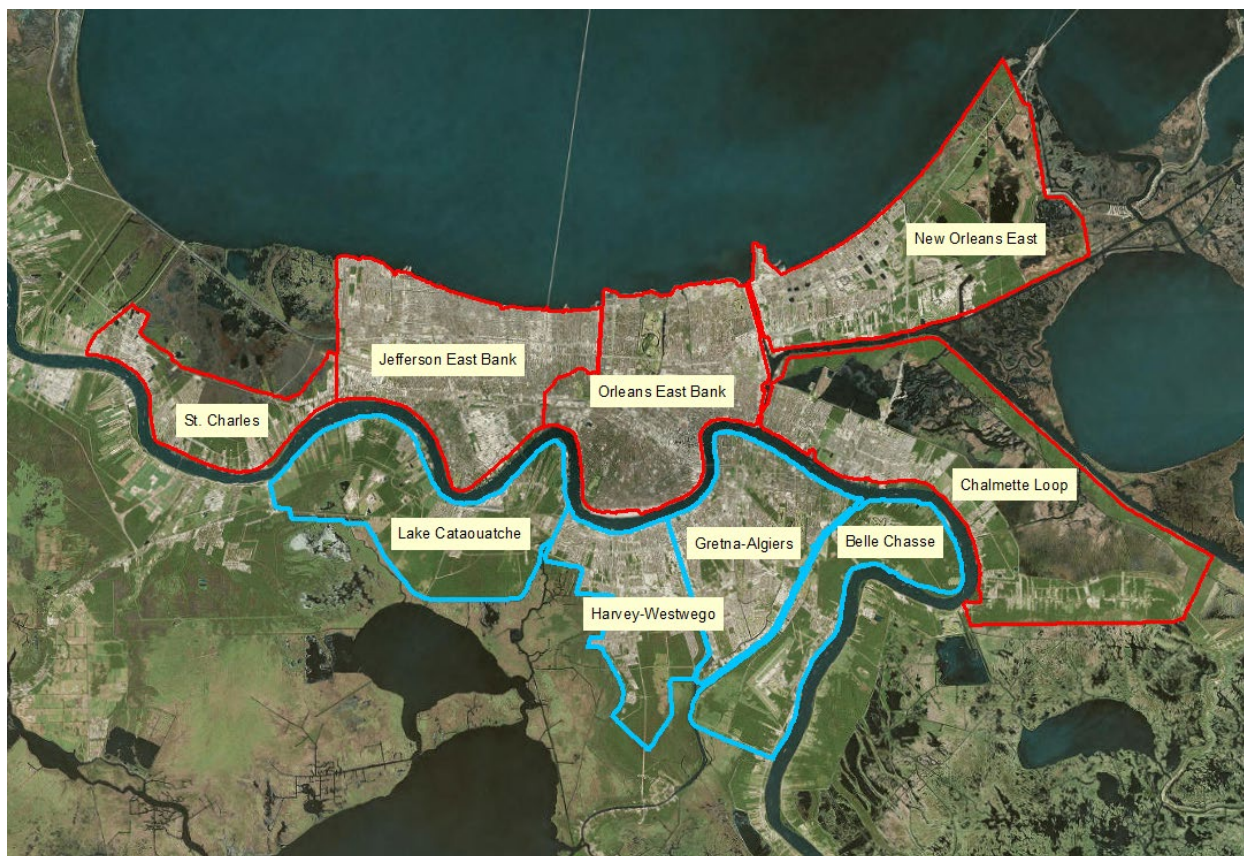 New Orleans East
Jefferson East Bank
Orleans East Bank
St. Charles
Chalmette Loop
Lake Cataouatche
Gretna-Algiers
Belle Chasse
Harvey-Westwego